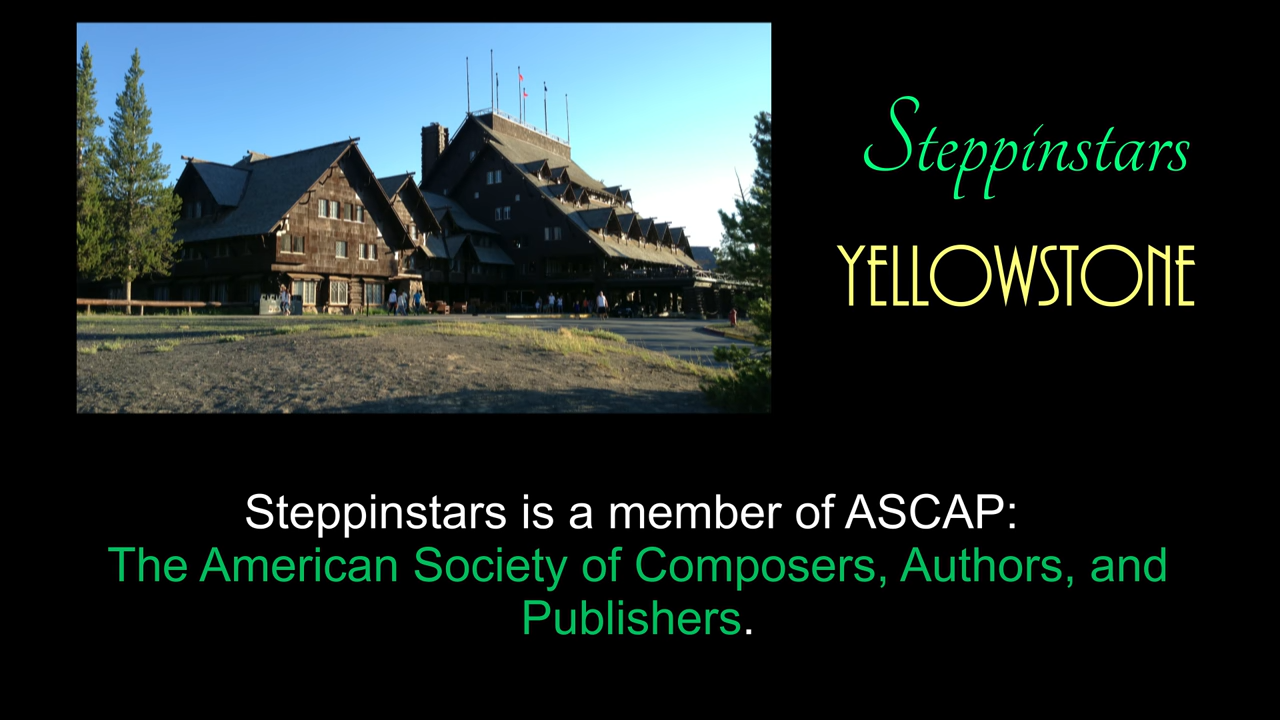 Steppinstars
YELLOWSTONE
Steppinstars is a member of ASCAP:
The American Society of Composers, Authors, and
Publishers.